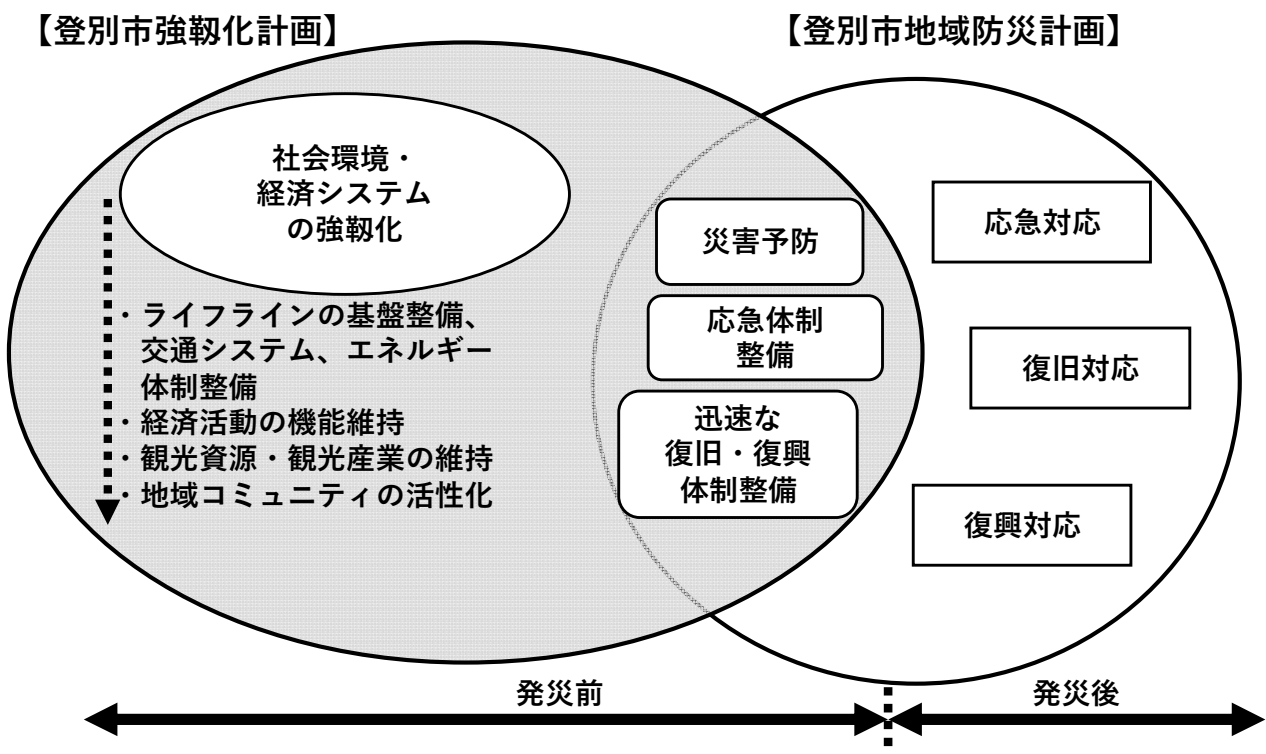 【登別市強靱化計画】
【登別市地域防災計画】
社会環境・
経済システム
の強靱化
・ライフラインの基盤整備、
交通システム、エネルギー
体制整備
・経済活動の機能維持
・観光資源・観光産業の維持
・地域コミュニティの活性化
災害予防
応急体制
整備
迅速な
復旧・復興
体制整備
応急対応
復旧対応
復興対応
発災前
発災後